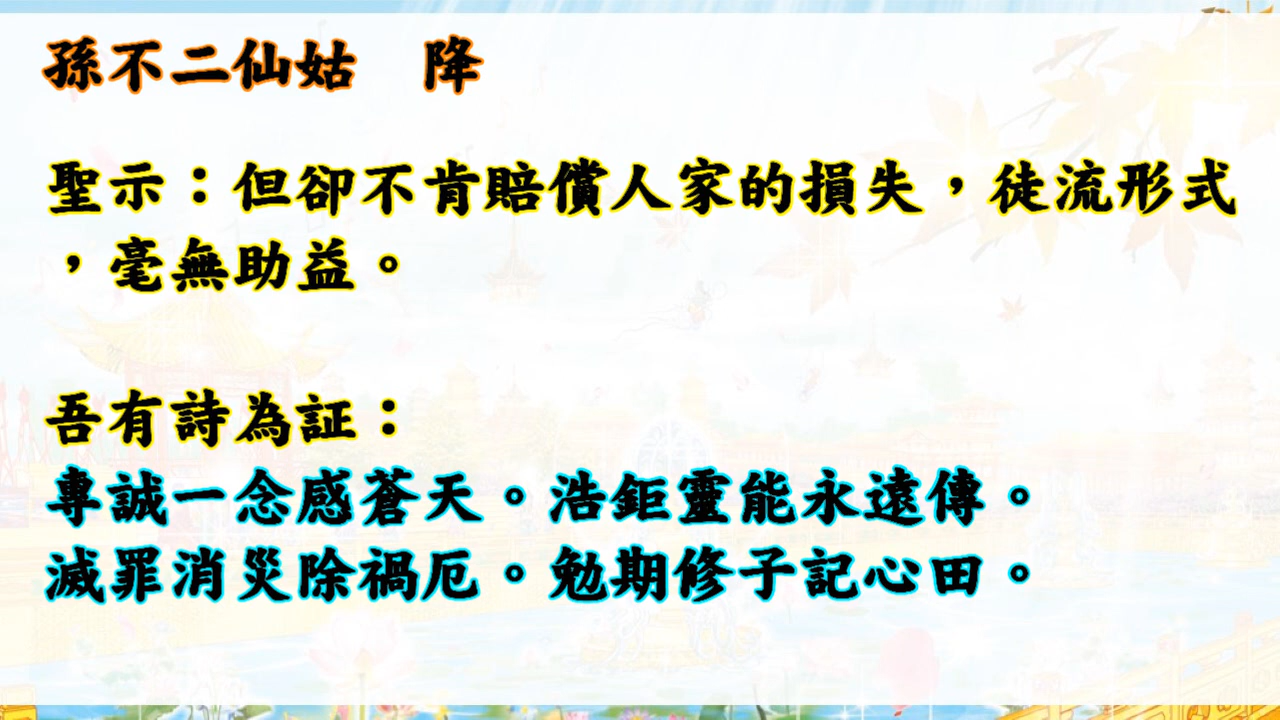 孫不二仙姑　降
聖示：但卻不肯賠償人家的損失，徒流形式
，毫無助益。
吾有詩為証：
專誠一念感蒼天。浩鉅靈能永遠傳。
滅罪消災除禍厄。勉期修子記心田。